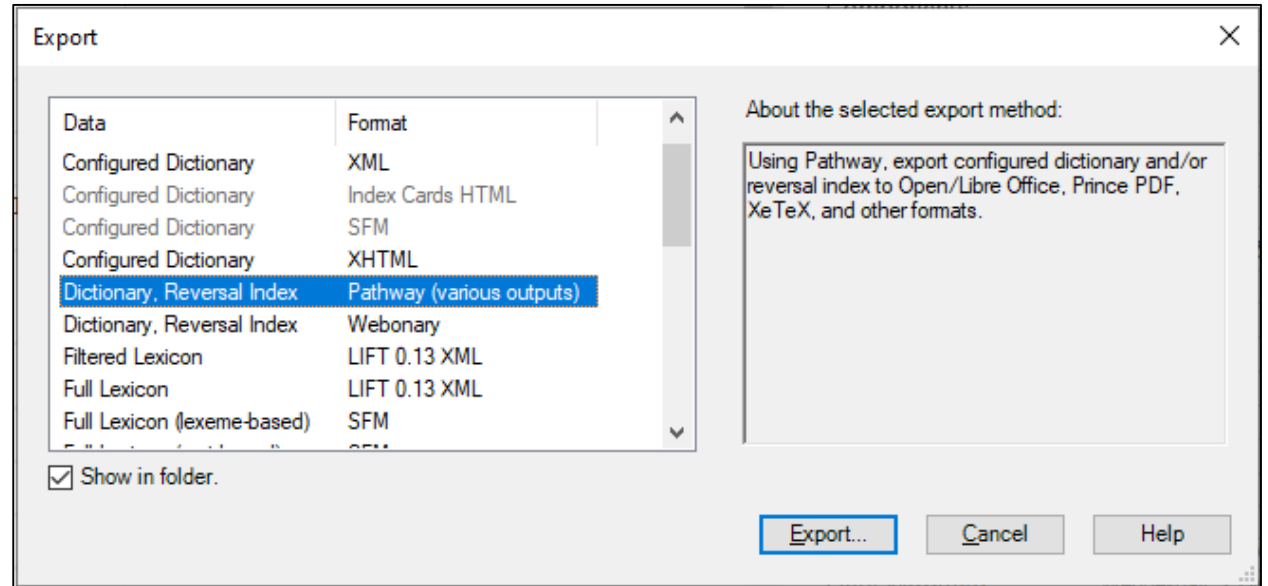 Export
Data Format
Configured Dictionary XML
Configured Dictionary Index Cards HTML
Configured Dictionary SFM
Configured Dictionary XHTML
Dictionary, Reversal Index Pathway (various outputs)
Dictionary, Reversal Index Webonary
Filtered Lexicon LIFT 0.13 XML
Full Lexicon LIFT 0.13 XML
Full Lexicon (lexeme-based) SFM
Show in folder.
About the selected export method:
Using Pathway, export configured dictionary and/or
reversal index to Open/Libre Office, Prince PDF,
XeTeX, and other formats.
Export... Cancel Help